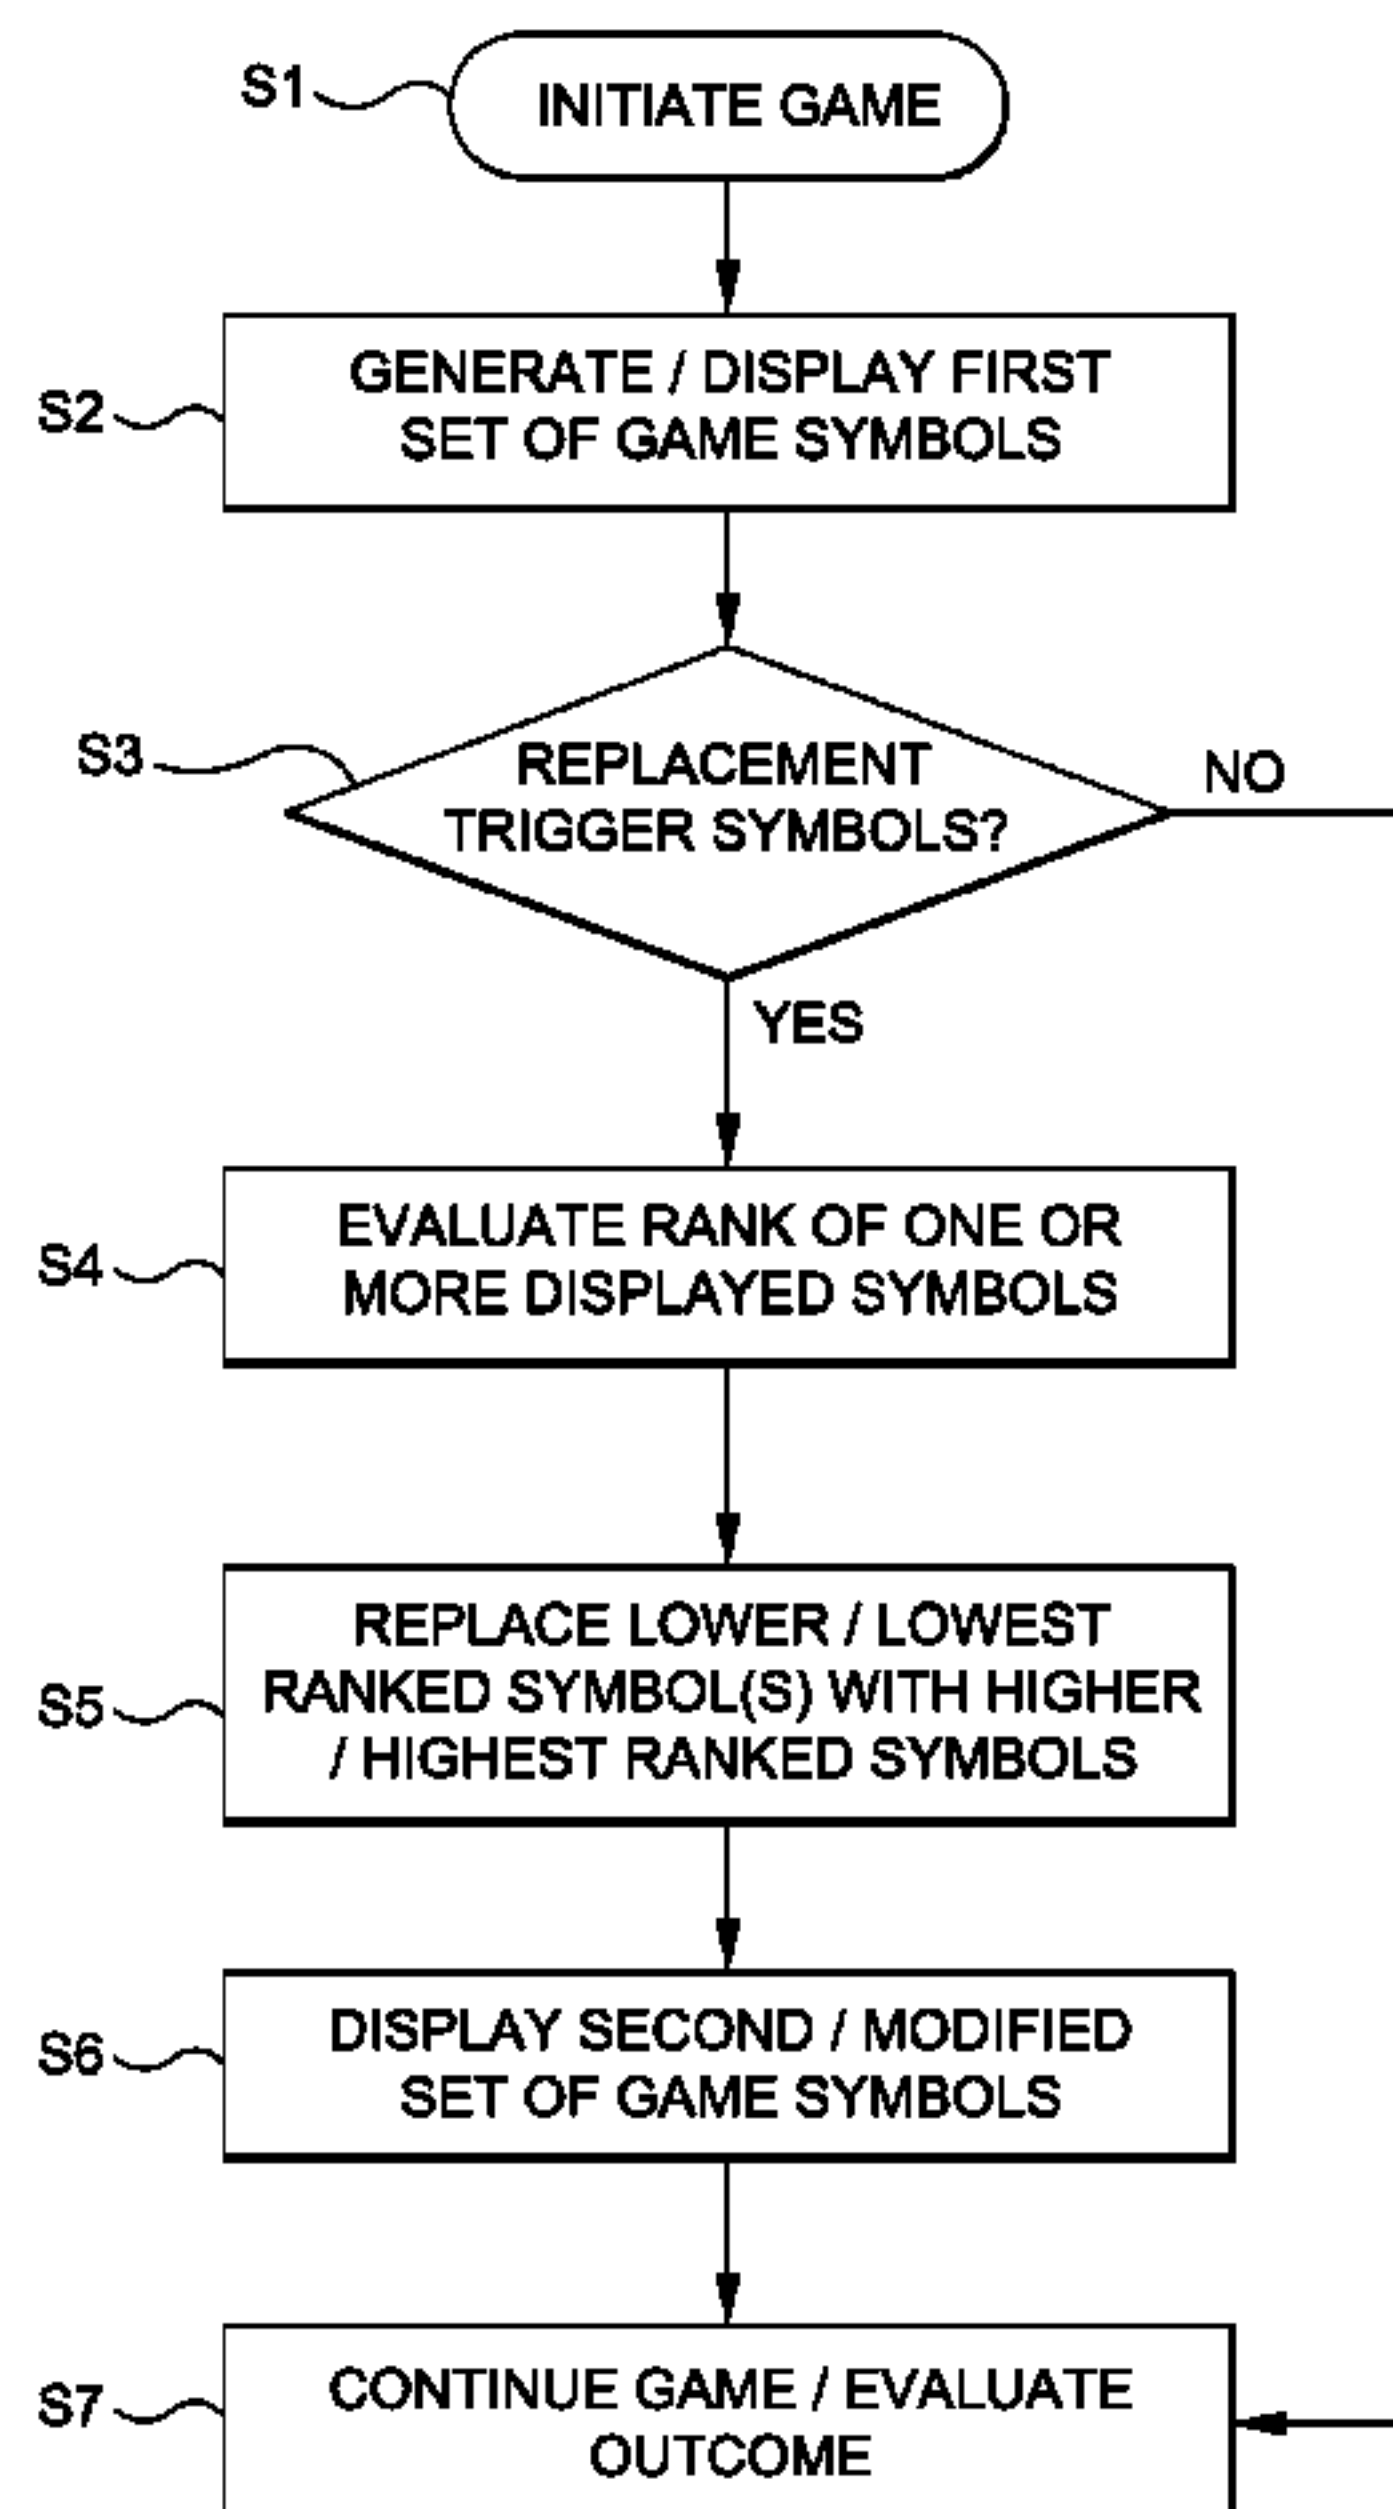 S1
INITIATE GAME
S2
GENERATE / DISPLAY FIRST
SET OF GAME SYMBOLS
S3
REPLACEMENT
TRIGGER SYMBOLS?
NO
YES
S4
EVALUATE RANK OF ONE OR
MORE DISPLAYED SYMBOLS
S5
REPLACE LOWER / LOWEST
RANKED SYMBOL(S) WITH HIGHER
/ HIGHEST RANKED SYMBOLS
S6
DISPLAY SECOND / MODIFIED
SET OF GAME SYMBOLS
S7
CONTINUE GAME / EVALUATE
OUTCOME